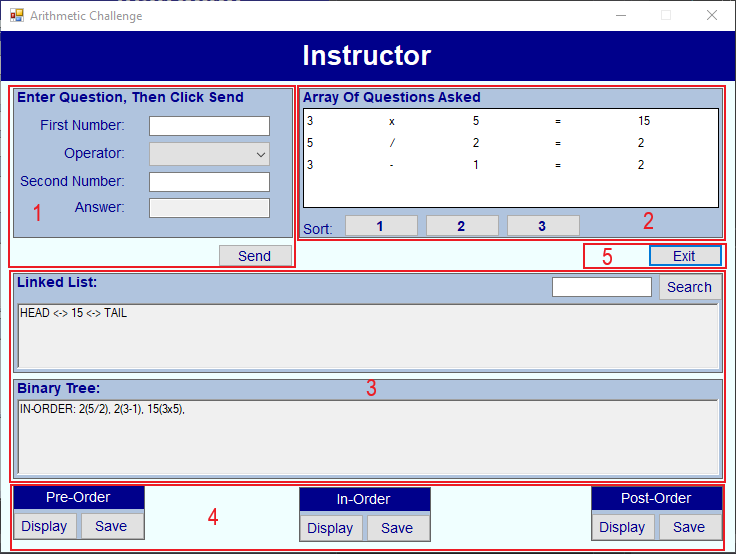 Arithmetic Challenge
Instructor
Enter Question, Then Click Send
First Number:
Operator:
Second Number:
Answer:
1
Send
Array Of Questions Asked
3 x 5 = 15
5 / 2 = 2
3 - 1 = 2
Sort: 1 2 3
2
5
Exit
Linked List:
Search
HEAD <-> 15 <-> TAIL
Binary Tree:
3
IN-ORDER: 2(5/2), 2(3-1), 15(3x5),
Pre-Order
Display Save
4
In-Order
Display Save
Post-Order
Display Save